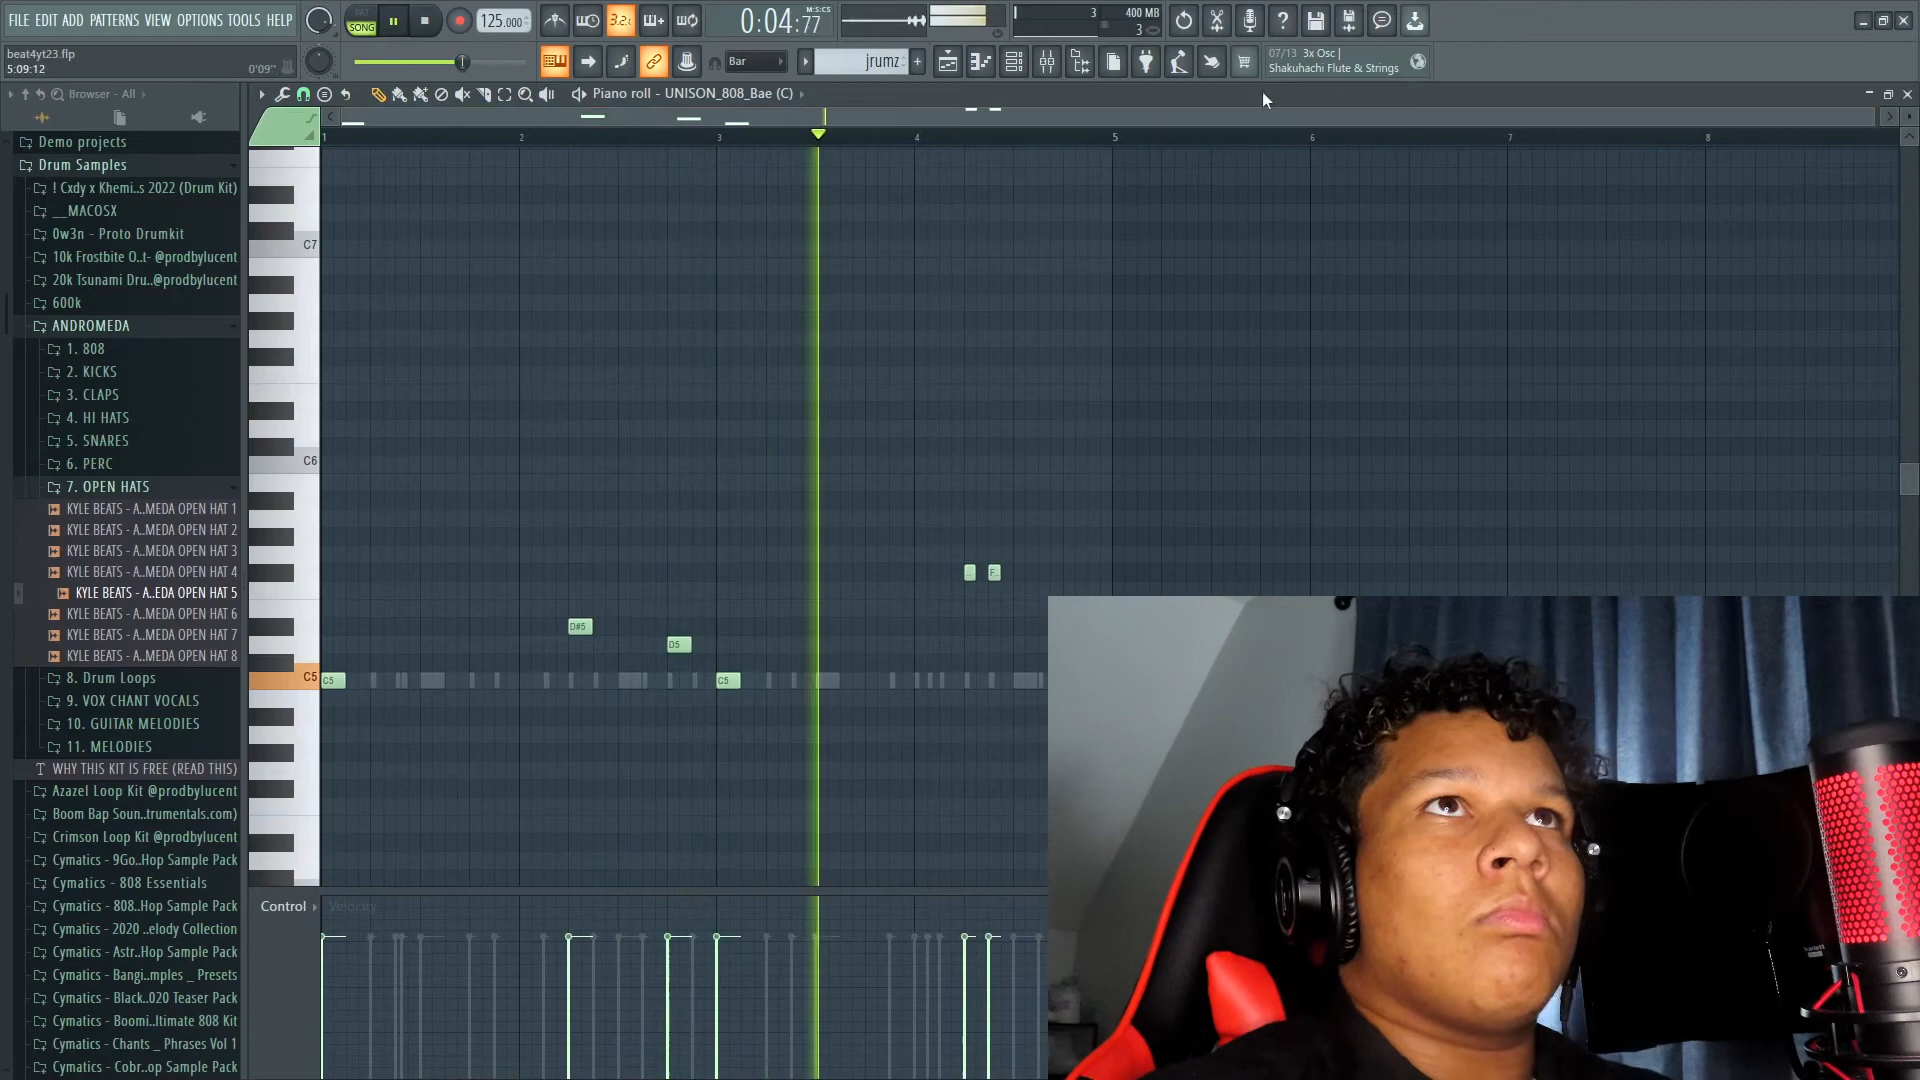 FILE EDIT ADD PATTERNS VIEW OPTIONS TOOLS HELP
PAT
SONG
125.000
3.2.
0:04:77
M:S:CS
3
400 MB
3
beat4yt23.flp
5:09:12
0'09"
Bar
jrumz
07/13 3x Osc |
Shakuhachi Flute & Strings
Browser - All
Piano roll - UNISON_808_Bae (C)
1 2 3 4 5 6 7 8
Demo projects
Drum Samples
! Cxdy x Khemi..s 2022 (Drum Kit)
__MACOSX
0w3n - Proto Drumkit
10k Frostbite O..t- @prodbylucent
20k Tsunami Dru..@prodbylucent
600k
ANDROMEDA
1. 808
2. KICKS
3. CLAPS
4. HI HATS
5. SNARES
6. PERC
7. OPEN HATS
KYLE BEATS - A..MEDA OPEN HAT 1
KYLE BEATS - A..MEDA OPEN HAT 2
KYLE BEATS - A..MEDA OPEN HAT 3
KYLE BEATS - A..MEDA OPEN HAT 4
KYLE BEATS - A..EDA OPEN HAT 5
KYLE BEATS - A..MEDA OPEN HAT 6
KYLE BEATS - A..MEDA OPEN HAT 7
KYLE BEATS - A..MEDA OPEN HAT 8
8. Drum Loops
9. VOX CHANT VOCALS
10. GUITAR MELODIES
11. MELODIES
WHY THIS KIT IS FREE (READ THIS)
Azazel Loop Kit @prodbylucent
Boom Bap Soun..trumentals.com)
Crimson Loop Kit @prodbylucent
Cymatics - 9Go..Hop Sample Pack
Cymatics - 808 Essentials
Cymatics - 808..Hop Sample Pack
Cymatics - 2020 ..elody Collection
Cymatics - Astr..Hop Sample Pack
Cymatics - Bangi..mples _ Presets
Cymatics - Black..020 Teaser Pack
Cymatics - Boomi..ltimate 808 Kit
Cymatics - Chants _ Phrases Vol 1
Cymatics - Cobr..op Sample Pack
C7
C6
C5
F..
D#5
D5
C5
C5
Control
Velocity